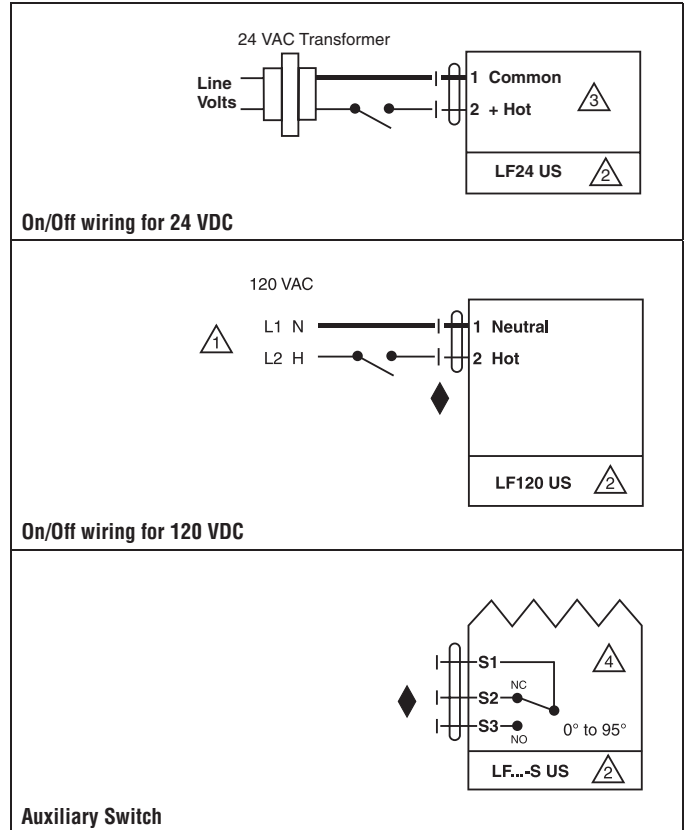 24 VAC Transformer
Line
Volts
1 Common
2 + Hot
3
LF24 US
2
On/Off wiring for 24 VDC
120 VAC
1
L1 N
L2 H
1 Neutral
2 Hot
LF120 US
2
On/Off wiring for 120 VDC
S1
4
S2
NC
S3
NO
0° to 95°
LF...-S US
2
Auxiliary Switch